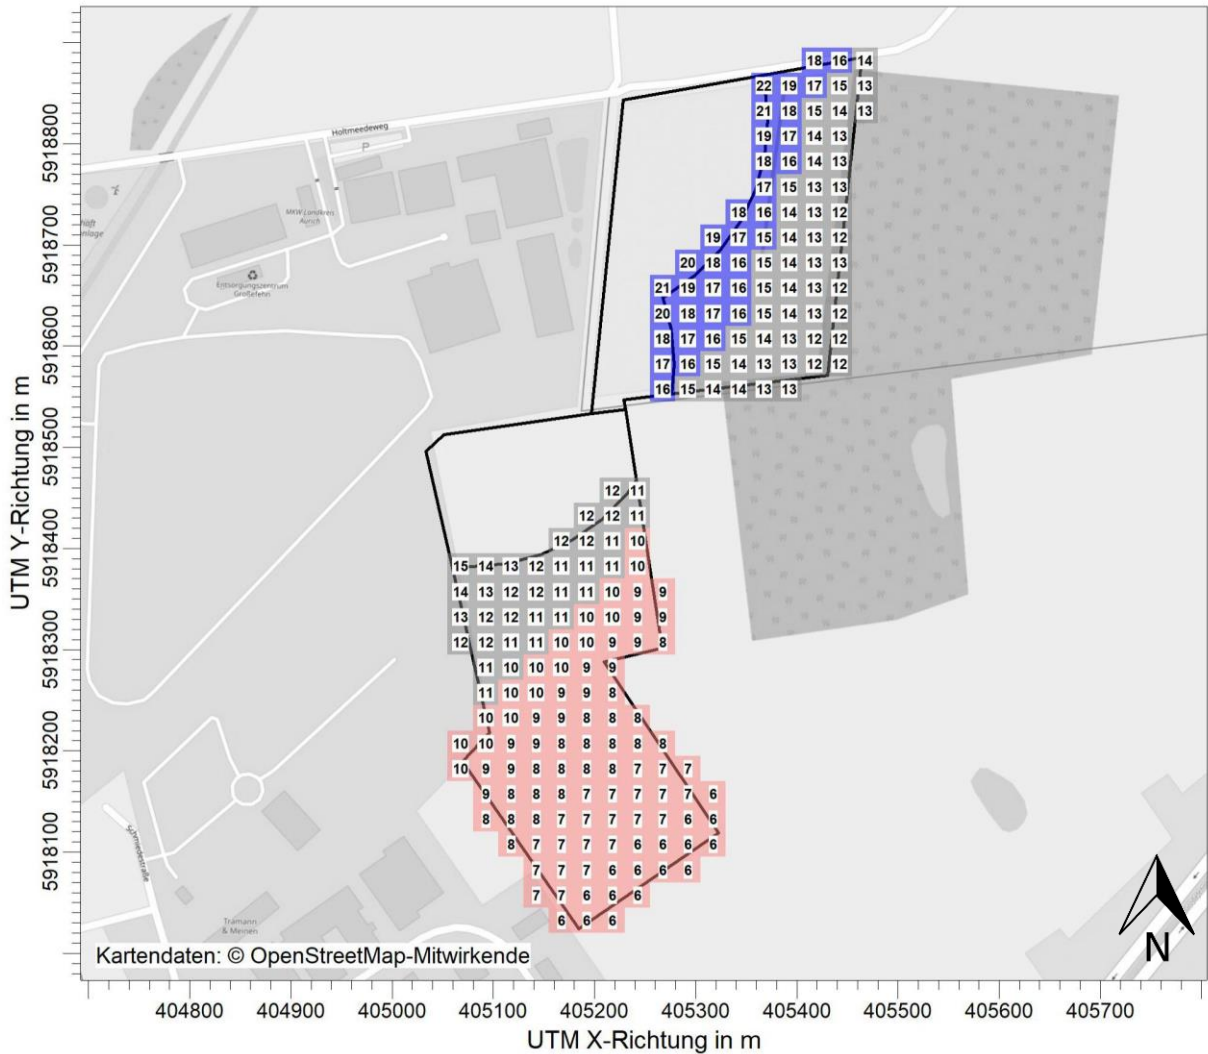 18 16 14
22 19 17 15 13
21 18 15 14 13
19 17 14 13
18 16 14 13
17 15 13 13
18 16 14 13 12
19 17 15 14 13 12
20 18 16 15 14 13 13
21 19 17 16 15 14 13 12
20 18 17 16 15 14 13 12
18 17 16 15 14 13 12 12
17 16 15 14 13 13 12 12
16 15 14 14 13 13
12 11
12 12 11
12 12 11 10
15 14 13 12 11 11 11 10
14 13 12 12 11 11 10 9 9
13 12 12 11 11 10 10 9 9
12 12 11 11 10 10 9 9 8
11 10 10 10 9 9
11 10 10 9 9 8
10 10 9 9 8 8 8
10 10 9 9 8 8 8 8 8
10 9 9 8 8 8 8 7 7 7
9 8 8 8 7 7 7 7 7 6
8 8 8 7 7 7 7 7 6 6
8 7 7 7 7 6 6 6 6
7 7 7 6 6 6 6
7 7 6 6 6
6 6 6
Holtmeedeweg
P
MKW Landkreis
Aurich
Entsorgungszentrum
Großefehn
Schmiedestraße
Tramann
& Meinen
Kartendaten: © OpenStreetMap-Mitwirkende
N
UTM Y-Richtung in m
5918800
5918700
5918600
5918500
5918400
5918300
5918200
5918100
404800 404900 405000 405100 405200 405300 405400 405500 405600 405700
UTM X-Richtung in m